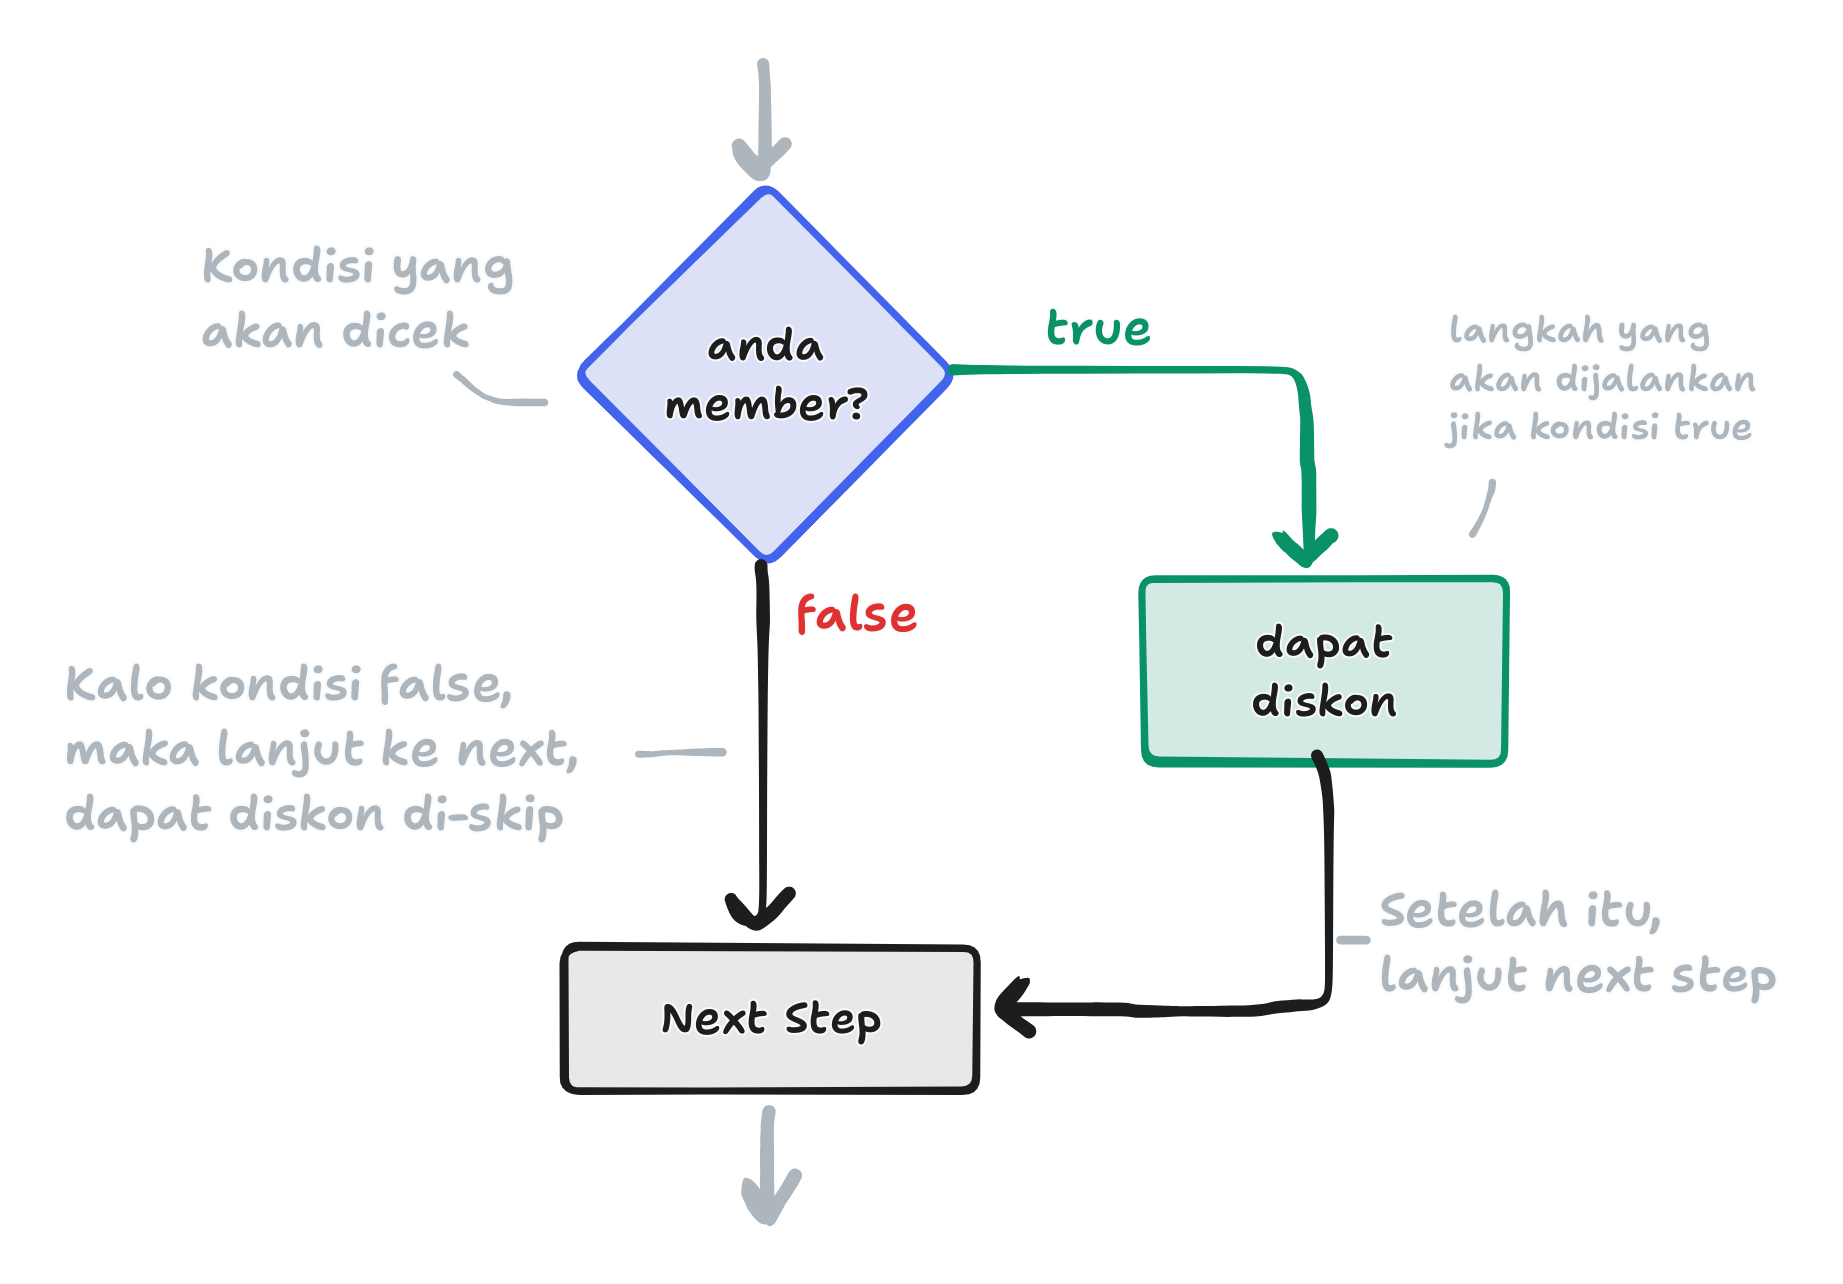 Kondisi yang
akan dicek
anda
member?
true
langkah yang
akan dijalankan
jika kondisi true
false
dapat
diskon
Kalo kondisi false,
maka lanjut ke next,
dapat diskon di-skip
Setelah itu,
lanjut next step
Next Step